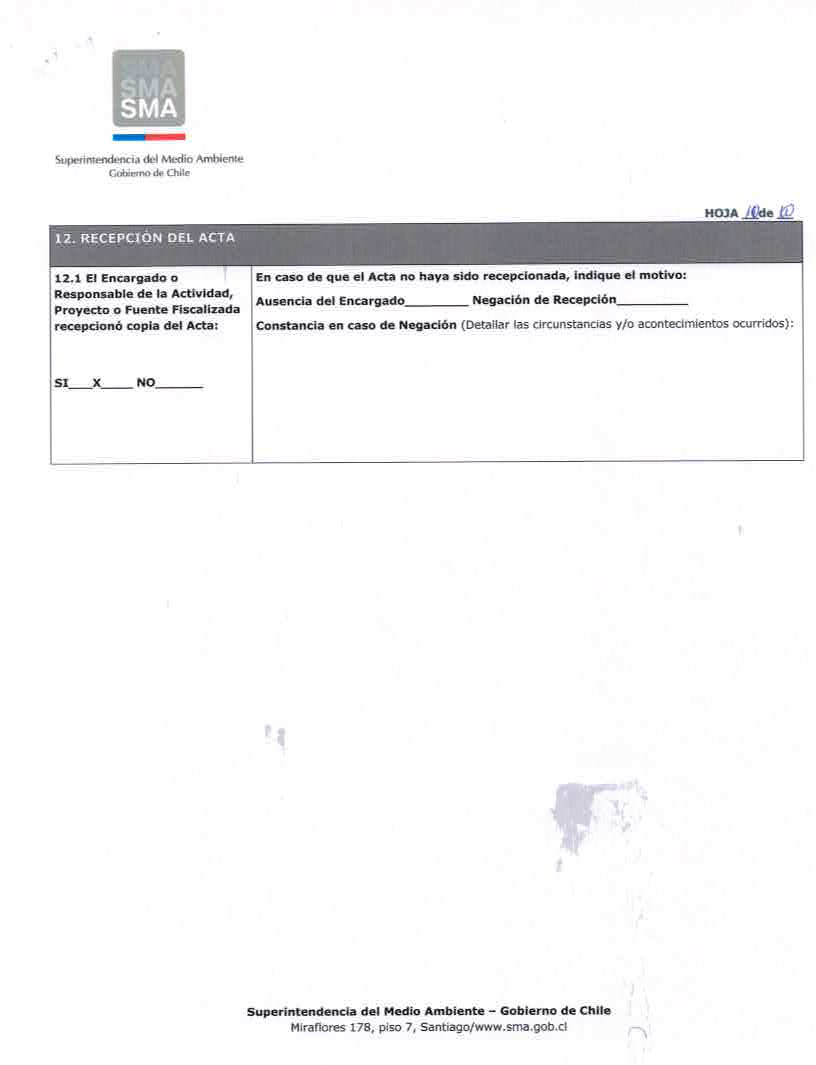 SMA
SMA
SMA
Superintendencia del Medio Ambiente
Gobierno de Chile
HOJA 10 de 10
12. RECEPCIÓN DEL ACTA
12.1 El Encargado o
Responsable de la Actividad,
Proyecto o Fuente Fiscalizada
recepcionó copia del Acta:
SI___X____ NO______
En caso de que el Acta no haya sido recepcionada, indique el motivo:
Ausencia del Encargado________ Negación de Recepción_________
Constancia en caso de Negación (Detallar las circunstancias y/o acontecimientos ocurridos):
Superintendencia del Medio Ambiente – Gobierno de Chile
Miraflores 178, piso 7, Santiago/www.sma.gob.cl